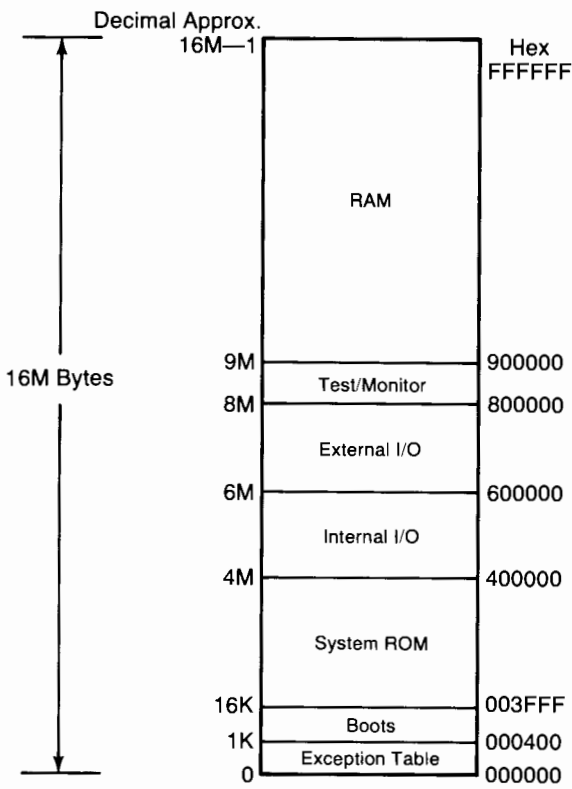 Decimal Approx.
16M—1
Hex
FFFFFF
RAM
9M
900000
16M Bytes
Test/Monitor
8M
800000
External I/O
6M
600000
Internal I/O
4M
400000
System ROM
16K
003FFF
Boots
1K
000400
Exception Table
0
000000